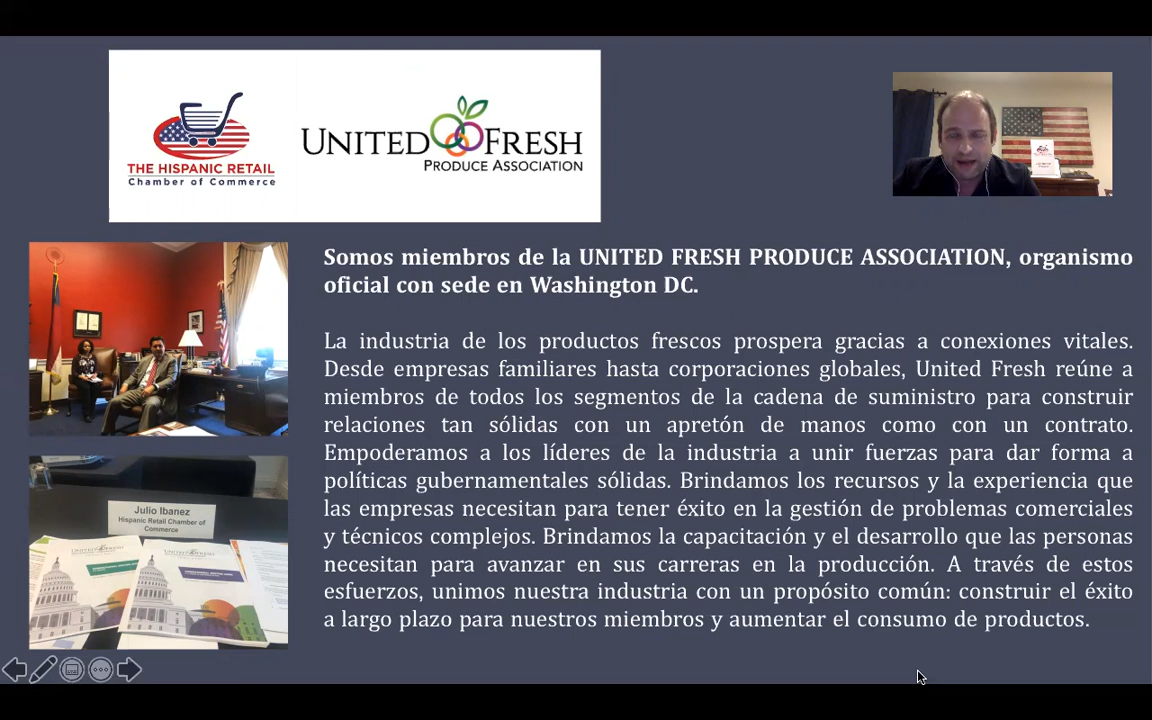 THE HISPANIC RETAIL
Chamber of Commerce
UNITED FRESH
PRODUCE ASSOCIATION
Somos miembros de la UNITED FRESH PRODUCE ASSOCIATION, organismo
oficial con sede en Washington DC.
La industria de los productos frescos prospera gracias a conexiones vitales.
Desde empresas familiares hasta corporaciones globales, United Fresh reúne a
miembros de todos los segmentos de la cadena de suministro para construir
relaciones tan sólidas con un apretón de manos como con un contrato.
Empoderamos a los líderes de la industria a unir fuerzas para dar forma a
políticas gubernamentales sólidas. Brindamos los recursos y la experiencia que
las empresas necesitan para tener éxito en la gestión de problemas comerciales
y técnicos complejos. Brindamos la capacitación y el desarrollo que las personas
necesitan para avanzar en sus carreras en la producción. A través de estos
esfuerzos, unimos nuestra industria con un propósito común: construir el éxito
a largo plazo para nuestros miembros y aumentar el consumo de productos.
Julio Ibanez
Hispanic Retail Chamber of
Commerce